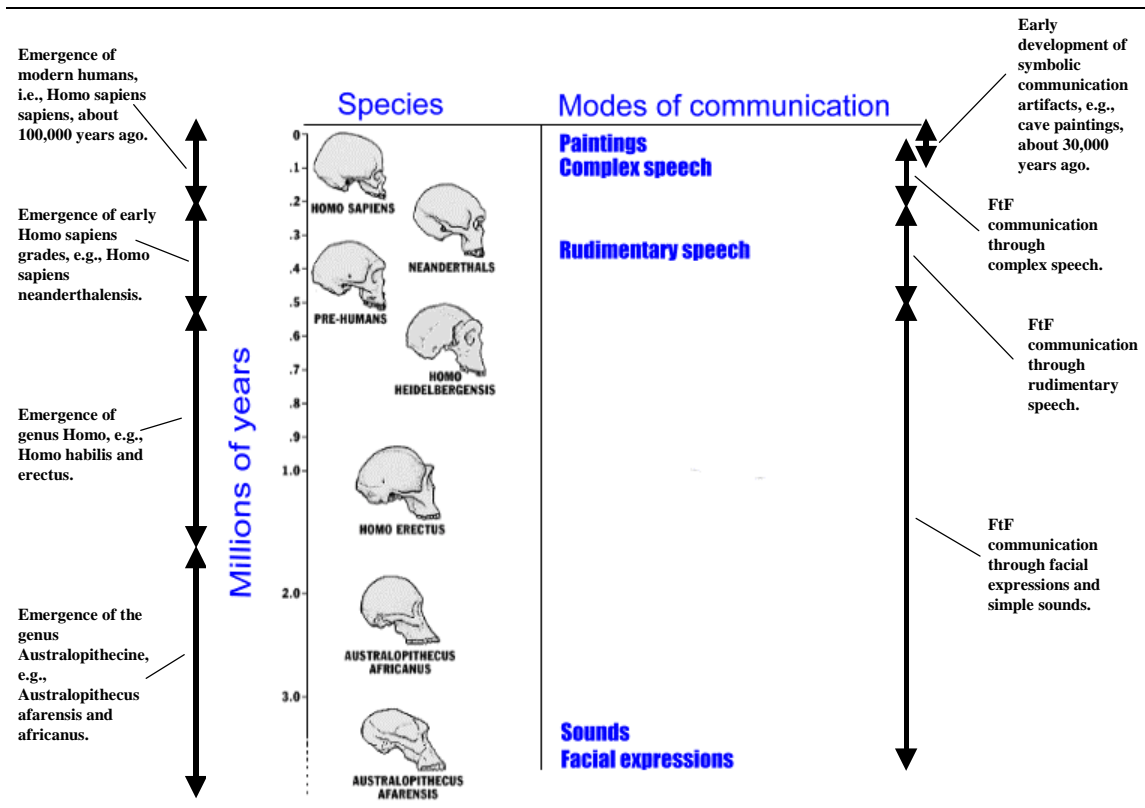 Emergence of
modern humans,
i.e., Homo sapiens
sapiens, about
100,000 years ago.
Emergence of early
Homo sapiens
grades, e.g., Homo
sapiens
neanderthalensis.
Emergence of
genus Homo, e.g.,
Homo habilis and
erectus.
Emergence of the
genus
Australopithecine,
e.g.,
Australopithecus
afarensis and
africanus.
Millions of years
Species
0
.1
.2
.3
.4
.5
.6
.7
.8
.9
1.0
2.0
3.0
HOMO SAPIENS
NEANDERTHALS
PRE-HUMANS
HOMO
HEIDELBERGENSIS
HOMO ERECTUS
AUSTRALOPITHECUS
AFRICANUS
AUSTRALOPITHECUS
AFARENSIS
Modes of communication
Paintings
Complex speech
Rudimentary speech
Sounds
Facial expressions
Early
development of
symbolic
communication
artifacts, e.g.,
cave paintings,
about 30,000
years ago.
FtF
communication
through
complex speech.
FtF
communication
through
rudimentary
speech.
FtF
communication
through facial
expressions and
simple sounds.